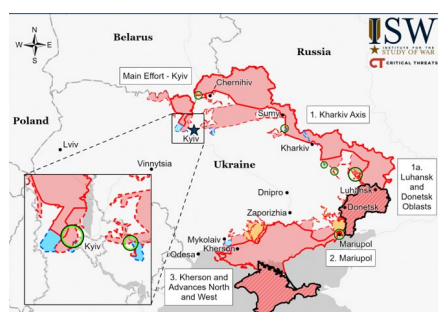 ISW
INSTITUTE FOR THE
STUDY OF WAR
CT CRITICAL THREATS
N
W
E
S
Belarus
Russia
Main Effort - Kyiv
Chernihiv
Poland
Sumy
1. Kharkiv Axis
Kyiv
Lviv
Kharkiv
Vinnytsia
Ukraine
1a.
Luhansk
and
Donetsk
Oblasts
Dnipro
Luhansk
Donetsk
Zaporizhia
Kyiv
Mykolaiv
Kherson
Mariupol
Odesa
2. Mariupol
3. Kherson and
Advances North
and West